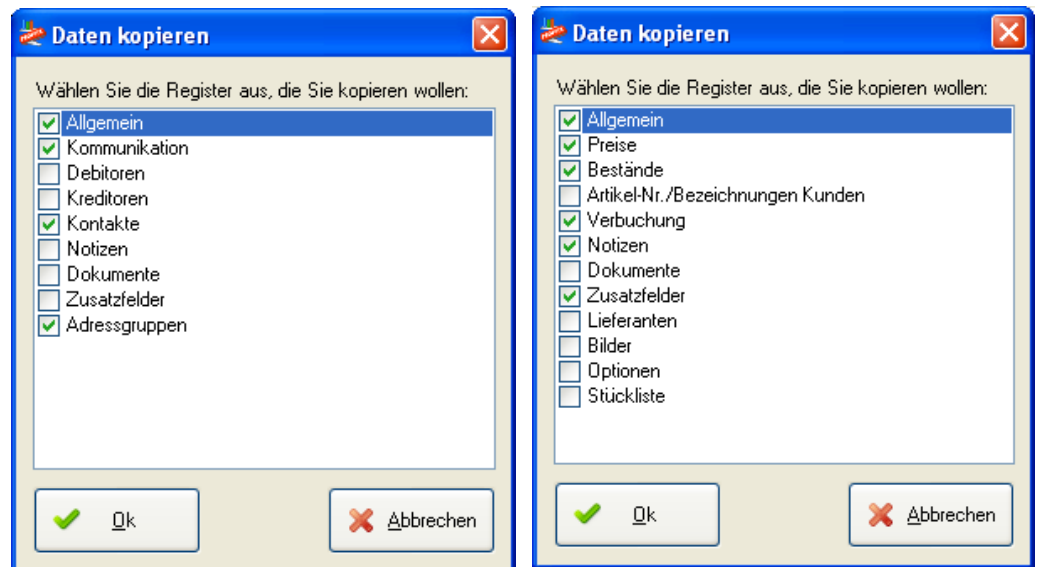 Daten kopieren
Wählen Sie die Register aus, die Sie kopieren wollen:
Allgemein
Kommunikation
Debitoren
Kreditoren
Kontakte
Notizen
Dokumente
Zusatzfelder
Adressgruppen
Ok
Abbrechen
Daten kopieren
Wählen Sie die Register aus, die Sie kopieren wollen:
Allgemein
Preise
Bestände
Artikel-Nr./Bezeichnungen Kunden
Verbuchung
Notizen
Dokumente
Zusatzfelder
Lieferanten
Bilder
Optionen
Stückliste
Ok
Abbrechen